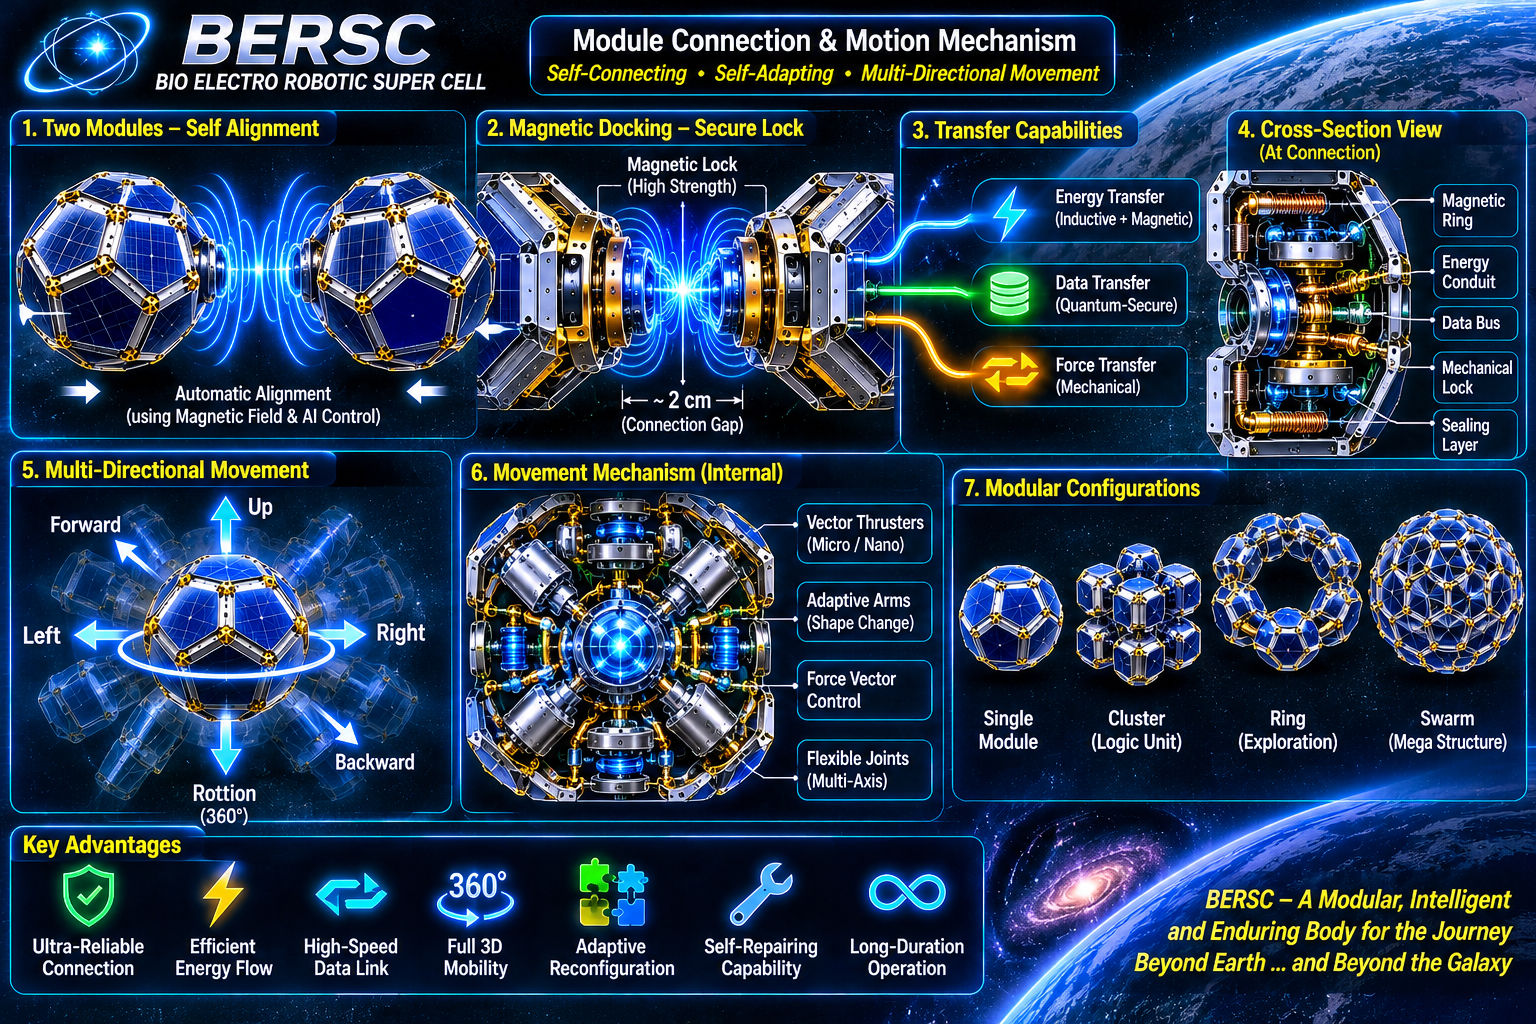 BERSC
BIO ELECTRO ROBOTIC SUPER CELL
Module Connection & Motion Mechanism
Self-Connecting • Self-Adapting • Multi-Directional Movement
1. Two Modules – Self Alignment
Automatic Alignment
(using Magnetic Field & AI Control)
2. Magnetic Docking – Secure Lock
Magnetic Lock
(High Strength)
~ 2 cm
(Connection Gap)
3. Transfer Capabilities
Energy Transfer
(Inductive + Magnetic)
Data Transfer
(Quantum-Secure)
Force Transfer
(Mechanical)
4. Cross-Section View
(At Connection)
Magnetic
Ring
Energy
Conduit
Data Bus
Mechanical
Lock
Sealing
Layer
5. Multi-Directional Movement
Up
Forward
Left
Right
Backward
Rottion
(360°)
6. Movement Mechanism (Internal)
Vector Thrusters
(Micro / Nano)
Adaptive Arms
(Shape Change)
Force Vector
Control
Flexible Joints
(Multi-Axis)
7. Modular Configurations
Single
Module
Cluster
(Logic Unit)
Ring
(Exploration)
Swarm
(Mega Structure)
Key Advantages
Ultra-Reliable
Connection
Efficient
Energy Flow
High-Speed
Data Link
360°
Full 3D
Mobility
Adaptive
Reconfiguration
Self-Repairing
Capability
Long-Duration
Operation
BERSC – A Modular, Intelligent
and Enduring Body for the Journey
Beyond Earth ... and Beyond the Galaxy